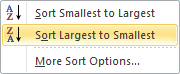 A
Z
Sort Smallest to Largest
Z
A
Sort Largest to Smallest
More Sort Options...